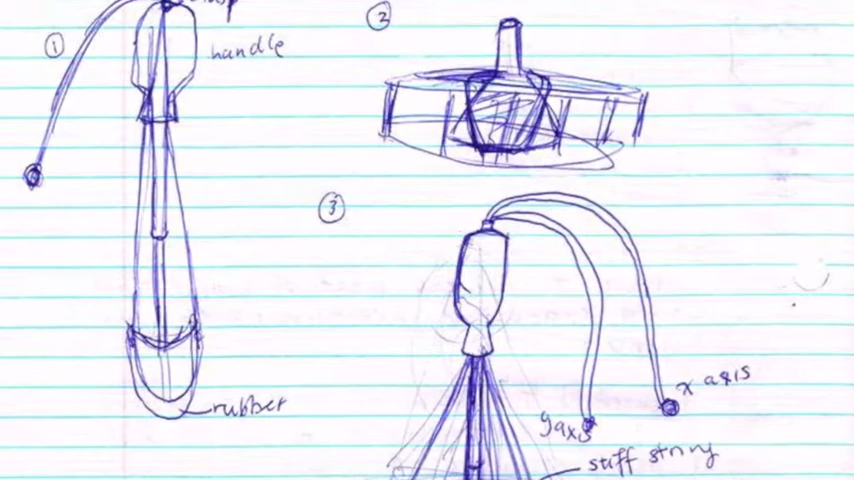 ①
handle
rubber
②
③
x axis
y axis
stiff string